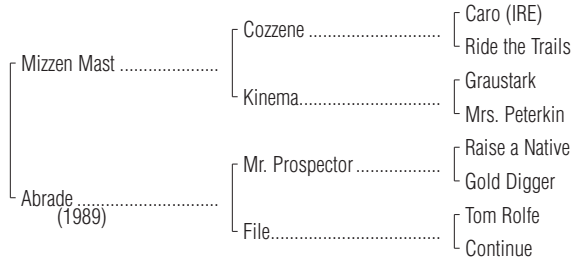 Caro (IRE)
Cozzene ........................................
Ride the Trails
Mizzen Mast ......................
Graustark
Kinema...........................................
Mrs. Peterkin
Raise a Native
Mr. Prospector .........................
Gold Digger
Abrade ...................................
(1989)
Tom Rolfe
File...................................................
Continue